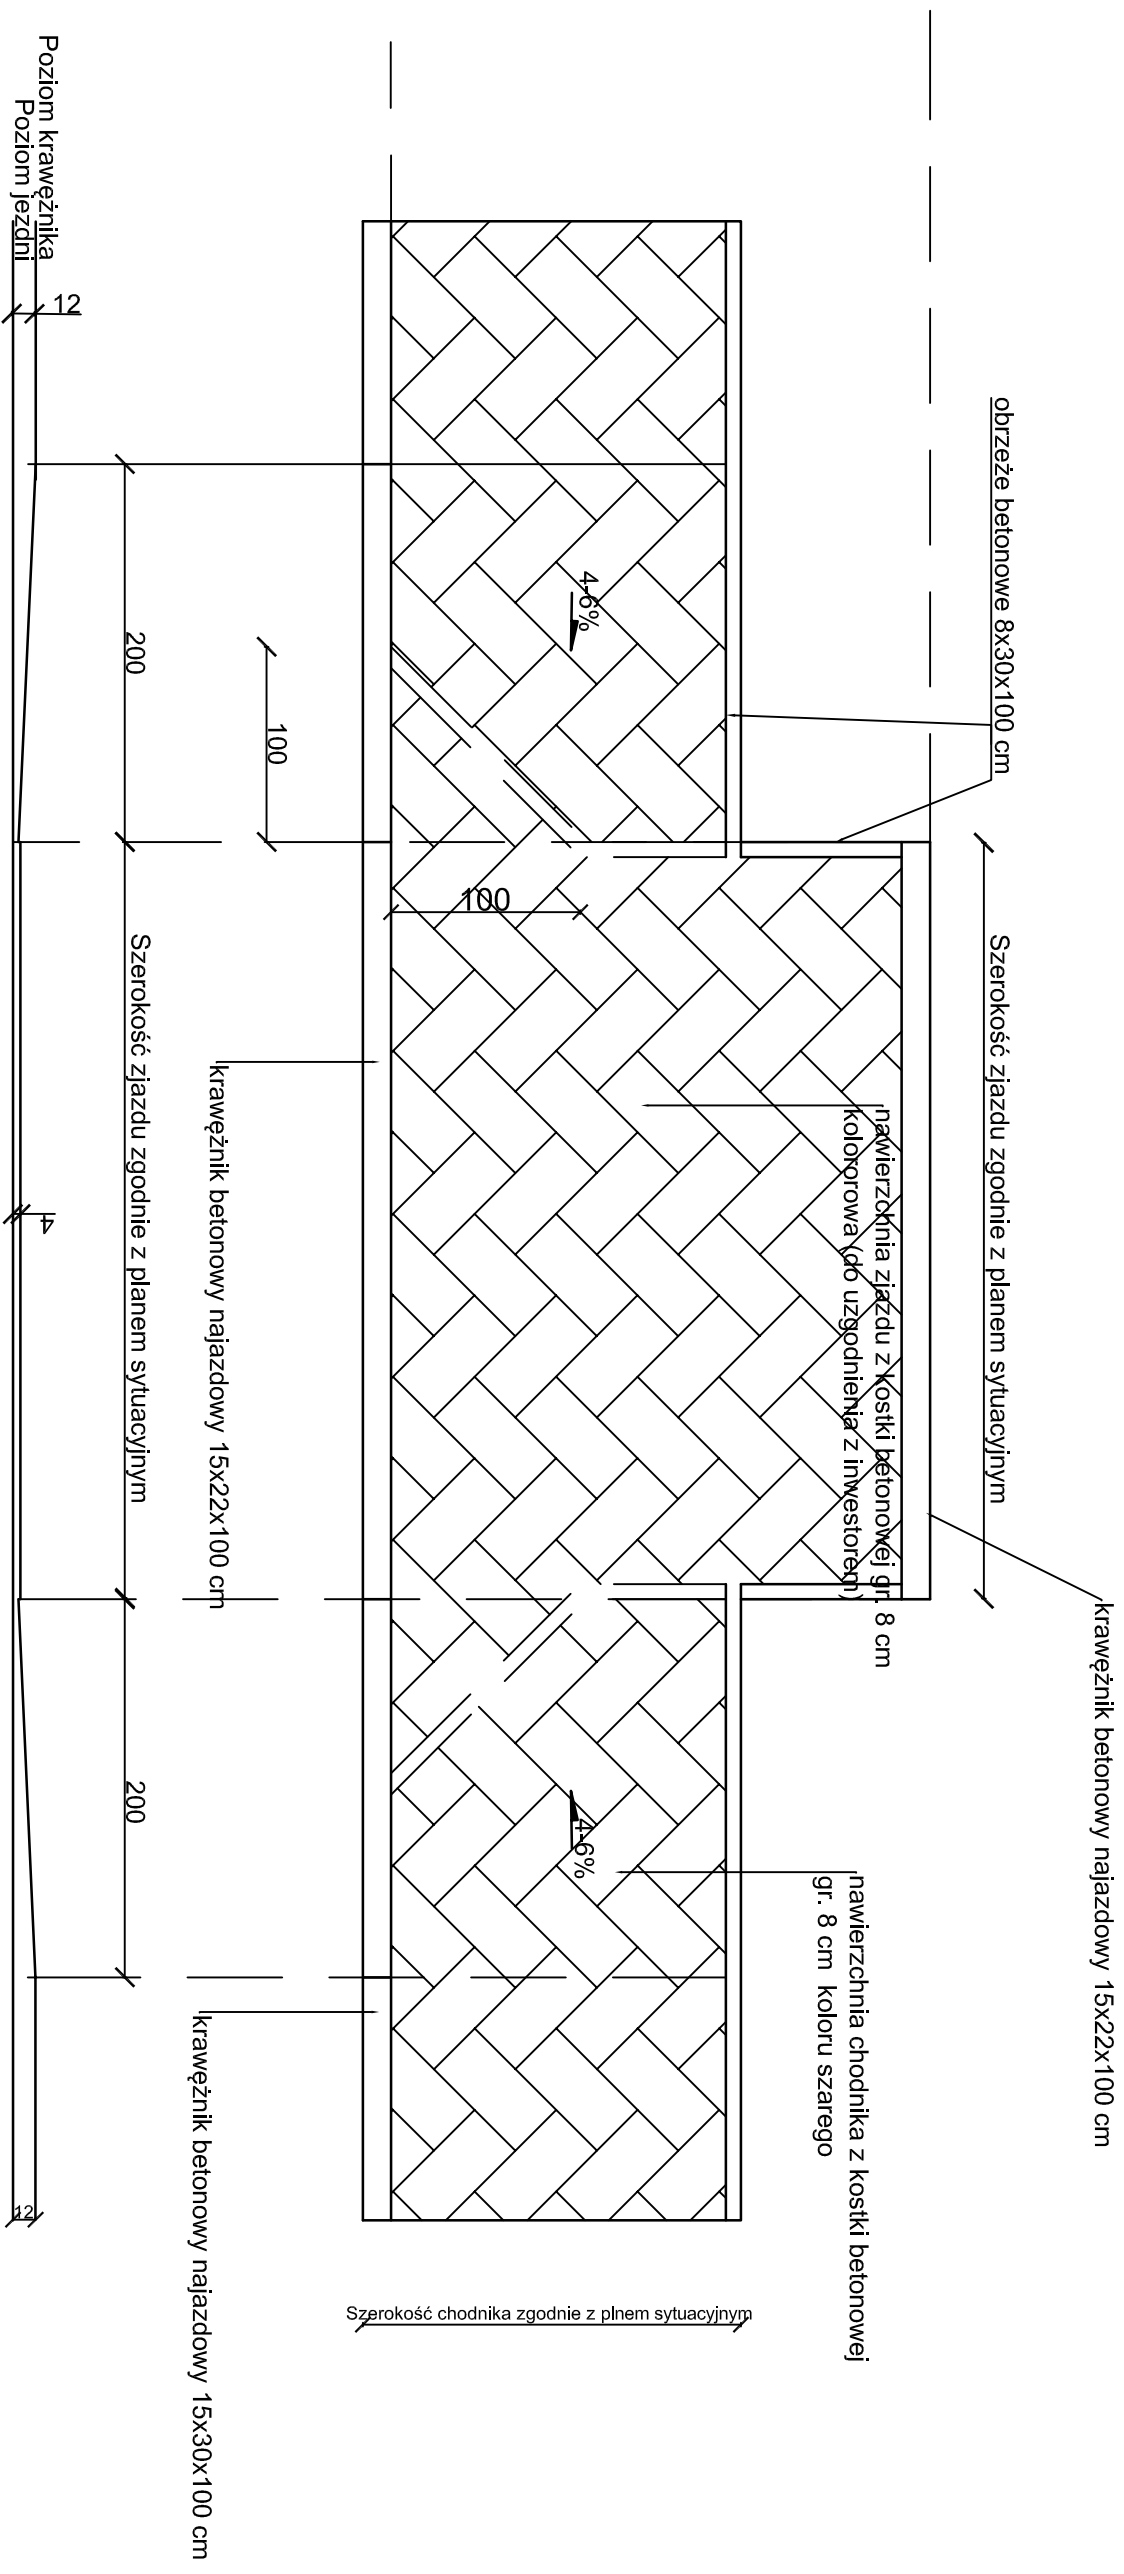 krawężnik betonowy najazdowy 15x22x100 cm
obrzeże betonowe 8x30x100 cm
Szerokość zjazdu zgodnie z planem sytuacyjnym
nawierzchnia zjazdu z kostki betonowej gr. 8 cm
kolororowa (do uzgodnienia z inwestorem)
nawierzchnia chodnika z kostki betonowej
gr. 8 cm koloru szarego
Szerokość chodnika zgodnie z plnem sytuacyjnym
4-6%
4-6%
100
100
krawężnik betonowy najazdowy 15x22x100 cm
krawężnik betonowy najazdowy 15x30x100 cm
200
Szerokość zjazdu zgodnie z planem sytuacyjnym
200
Poziom krawężnika
Poziom jezdni
12
4
12